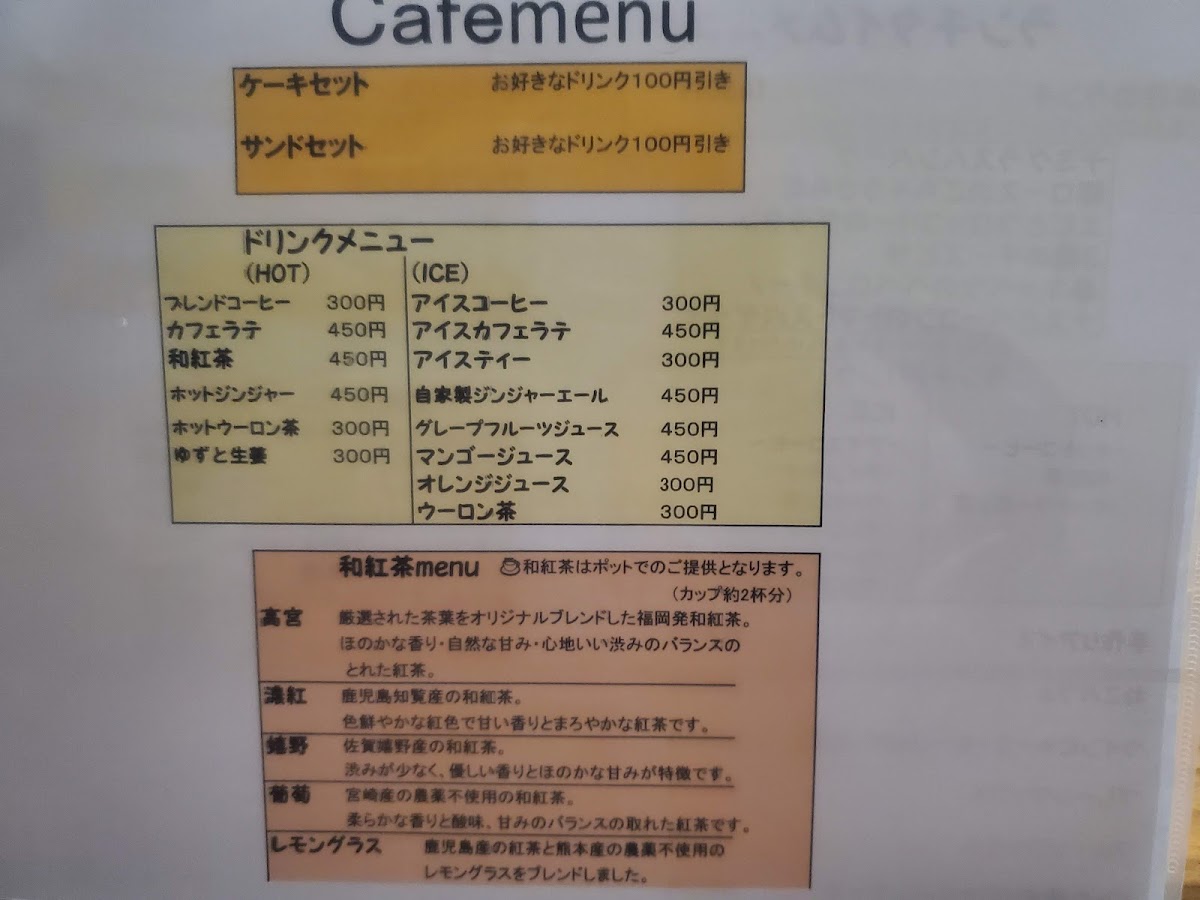 Cafemenu
ケーキセット お好きなドリンク100円引き
サンドセット お好きなドリンク100円引き
ドリンクメニュー
(HOT) (ICE)
ブレンドコーヒー 300円 アイスコーヒー 300円
カフェラテ 450円 アイスカフェラテ 450円
和紅茶 450円 アイスティー 300円
ホットジンジャー 450円 自家製ジンジャーエール 450円
ホットウーロン茶 300円 グレープフルーツジュース 450円
ゆずと生姜 300円 マンゴージュース 450円
オレンジジュース 300円
ウーロン茶 300円
和紅茶menu 和紅茶はポットでのご提供となります。
(カップ約2杯分)
高宮 厳選された茶葉をオリジナルブレンドした福岡発和紅茶。
ほのかな香り・自然な甘み・心地いい渋みのバランスの
とれた紅茶。
濃紅 鹿児島知覧産の和紅茶。
色鮮やかな紅色で甘い香りとまろやかな紅茶です。
嬉野 佐賀嬉野産の和紅茶。
渋みが少なく、優しい香りとほのかな甘みが特徴です。
葡萄 宮崎産の農薬不使用の和紅茶。
柔らかな香りと酸味、甘みのバランスの取れた紅茶です。
レモングラス 鹿児島産の紅茶と熊本産の農薬不使用の
レモングラスをブレンドしました。